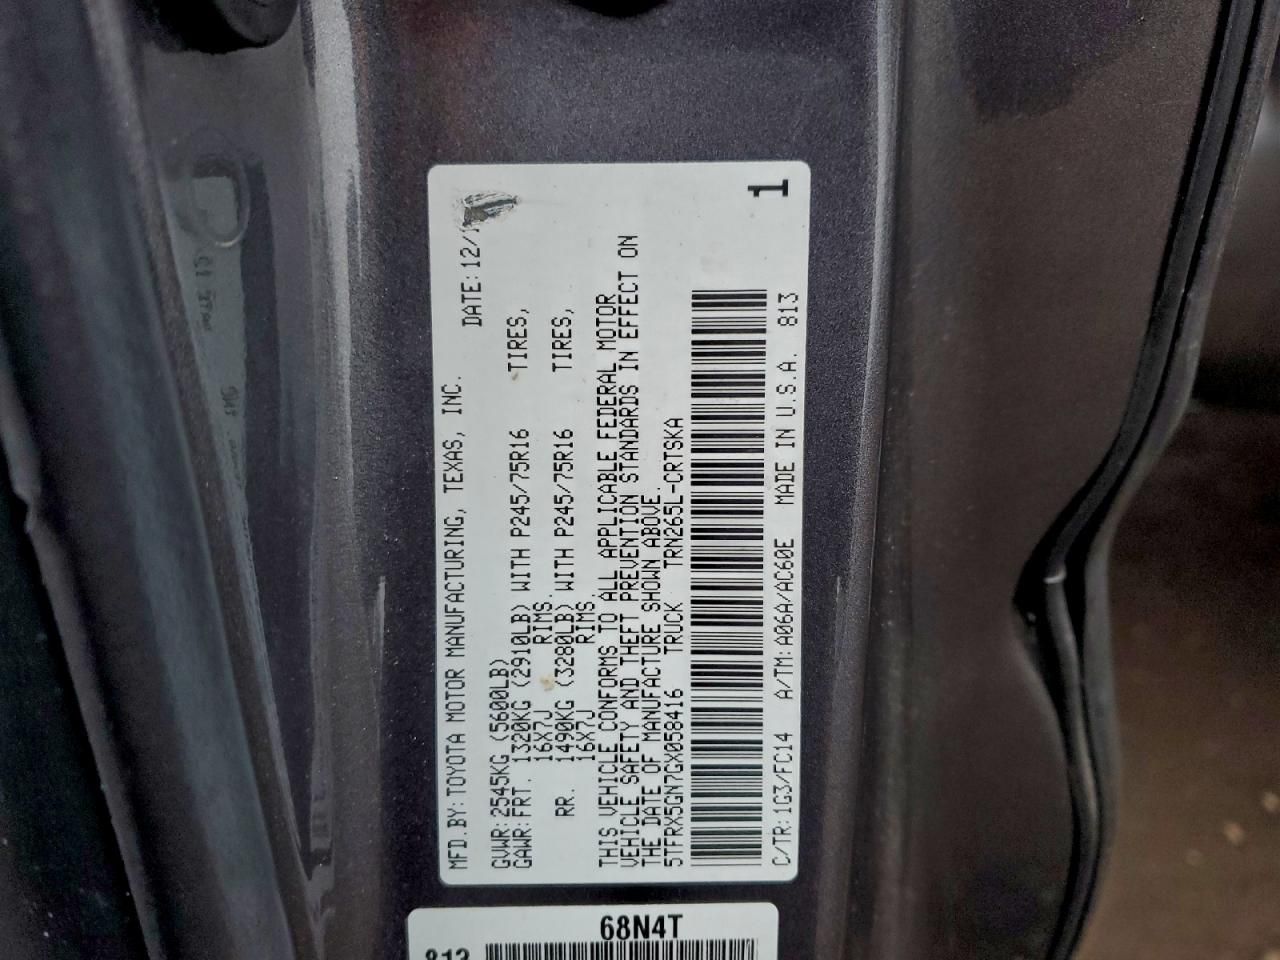 MFD.BY:TOYOTA MOTOR MANUFACTURING, TEXAS, INC.
DATE:12/
GVWR:2545KG (5600LB)
GAWR:FRT. 1320KG (2910LB) WITH P245/75R16 TIRES,
16X7J RIMS.
RR. 1490KG (3280LB) WITH P245/75R16 TIRES,
16X7J RIMS
THIS VEHICLE CONFORMS TO ALL APPLICABLE FEDERAL MOTOR
VEHICLE SAFETY AND THEFT PREVENTION STANDARDS IN EFFECT ON
THE DATE OF MANUFACTURE SHOWN ABOVE.
5TFRX5GN7GX058416 TRUCK TRN265L-CRTSKA
C/TR:1G3/FC14 A/TM:A06A/AC60E MADE IN U.S.A. 813
1
68N4T
813